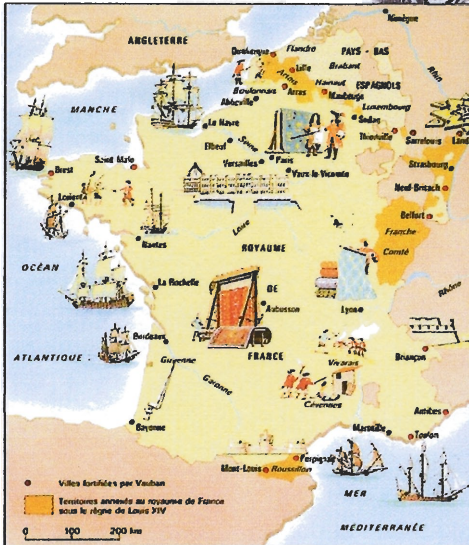 Nimègue
ANGLETERRE
Dunkerque
Flandre
PAYS - BAS
Lille
Brabant
Rhin
Artois
Hainaut
ESPAGNOLS
Boulonnais
Arras
Maubeuge
Abbeville
Luxembourg
MANCHE
Sedan
Le Havre
Thionville
Sarrelouis
Land
Seine
Elbeuf
Versailles
Paris
Strasbourg
Brest
Saint Malo
Vaux-le-Vicomte
Neuf-Brisach
Lorient
Belfort
Loire
Franche
Nantes
ROYAUME
Comté
OCÉAN
La Rochelle
DE
Rhône
Aubusson
Lyon
ATLANTIQUE
Bordeaux
FRANCE
Briançon
Guyenne
Vivarais
Garonne
Cévennes
Antibes
Bayonne
Marseille
Toulon
Perpignan
Mont-Louis
Roussillon
MER
MÉDITERRANÉE
Villes fortifiées par Vauban
Territoires annexés au royaume de France
sous le règne de Louis XIV
0 100 200 km